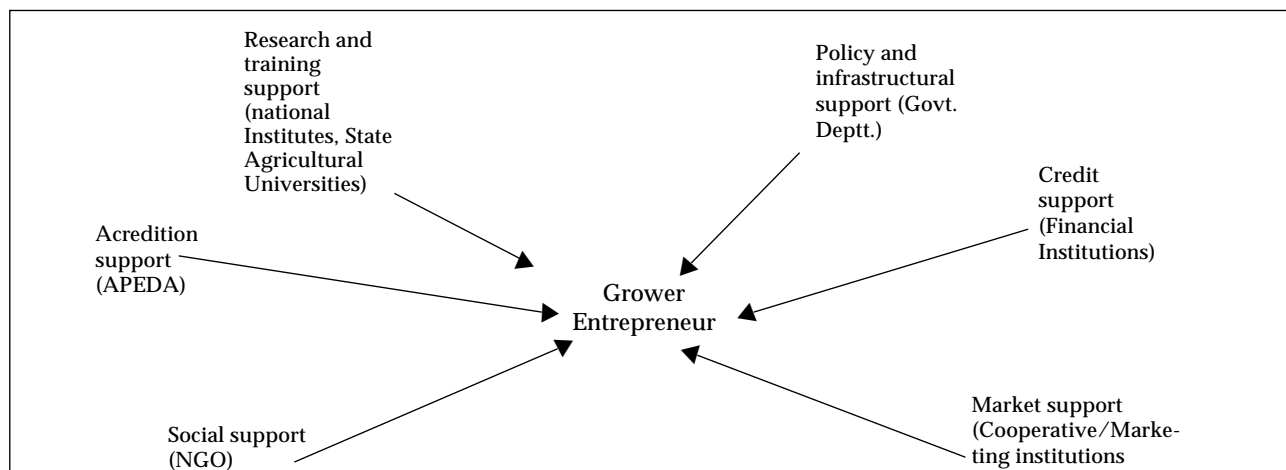 Research and
training
support
(national
Institutes, State
Agricultural
Universities)
Policy and
infrastructural
support (Govt.
Deptt.)
Credit
support
(Financial
Institutions)
Acredition
support
(APEDA)
Grower
Entrepreneur
Social support
(NGO)
Market support
(Cooperative/Marke-
ting institutions